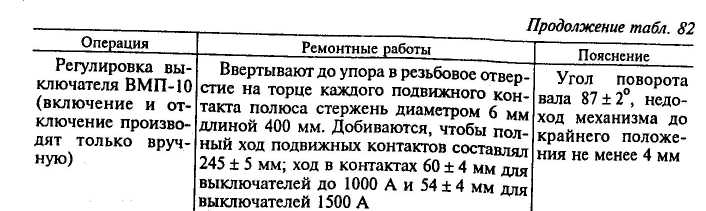 Продолжение табл. 82
Операция
Ремонтные работы
Пояснение
Регулировка вы-
ключателя ВМП-10
(включение и от-
ключение произво-
дят только вруч-
ную)
Ввертывают до упора в резьбовое отвер-
стие на торце каждого подвижного кон-
такта полюса стержень диаметром 6 мм
длиной 400 мм. Добиваются, чтобы пол-
ный ход подвижных контактов составлял
245 ± 5 мм; ход в контактах 60 ± 4 мм для
выключателей до 1000 А и 54 ± 4 мм для
выключателей 1500 А
Угол поворота
вала 87 ± 2°, недо-
ход механизма до
крайнего положе-
ния не менее 4 мм